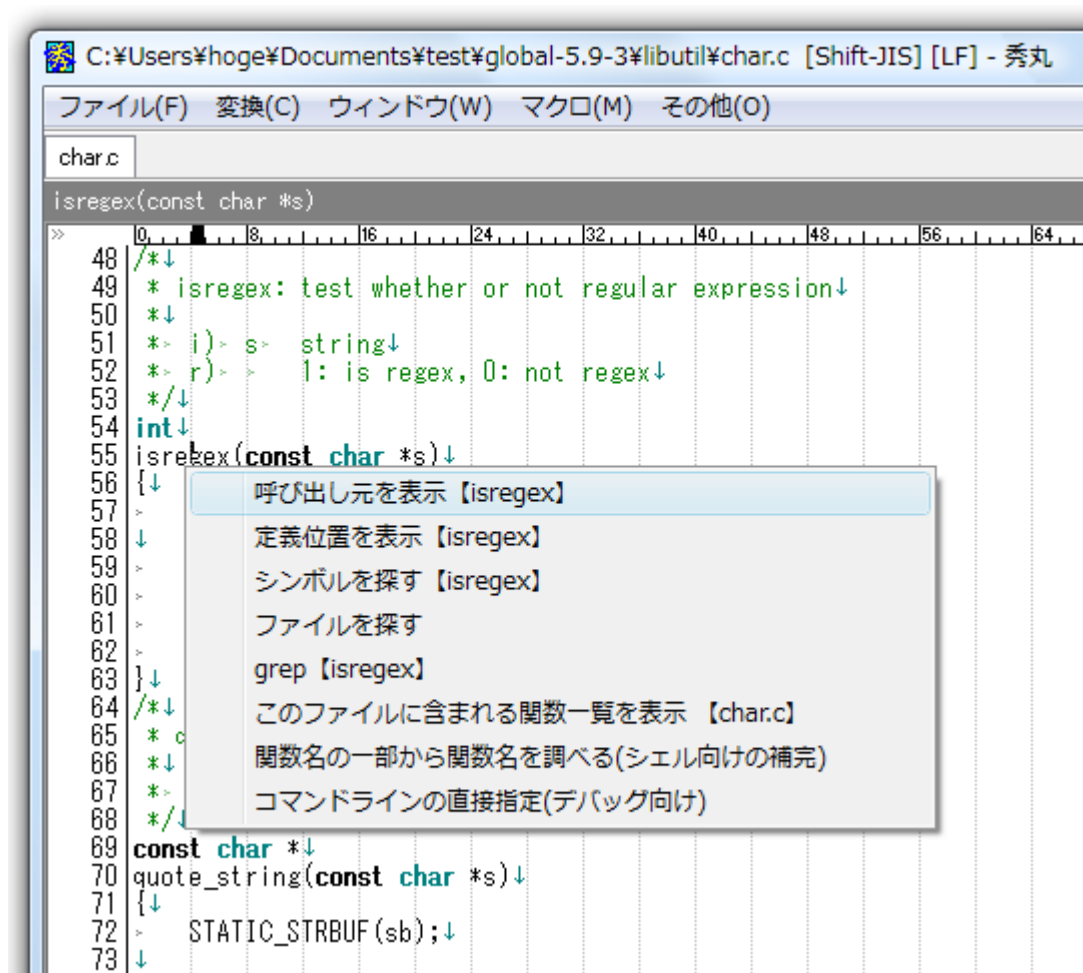 C:¥Users¥hoge¥Documents¥test¥global-5.9-3¥libutil¥char.c [Shift-JIS] [LF] - 秀丸
ファイル(F) 変換(C) ウィンドウ(W) マクロ(M) その他(O)
char.c
isregex(const char *s)
0 8 16 24 32 40 48 56 64
48 /*↓
49 * isregex: test whether or not regular expression↓
50 *↓
51 * i) s string↓
52 * r) 1: is regex, 0: not regex↓
53 */↓
54 int↓
55 isregex(const char *s)↓
56 {↓
57
58 ↓
59
60
61
62
63 }↓
64 /*↓
65 * c
66 *↓
67 *
68 */↓
呼び出し元を表示【isregex】
定義位置を表示【isregex】
シンボルを探す【isregex】
ファイルを探す
grep【isregex】
このファイルに含まれる関数一覧を表示 【char.c】
関数名の一部から関数名を調べる(シェル向けの補完)
コマンドラインの直接指定(デバッグ向け)
69 const char *↓
70 quote_string(const char *s)↓
71 {↓
72 STATIC_STRBUF(sb);↓
73 ↓